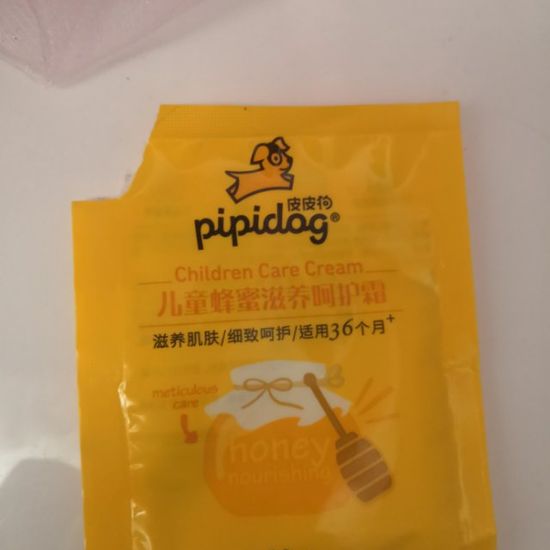 皮皮狗
pipidog®
Children Care Cream
儿童蜂蜜滋养呵护霜
滋养肌肤/细致呵护/适用36个月+
meticulous
care
honey
nourishing